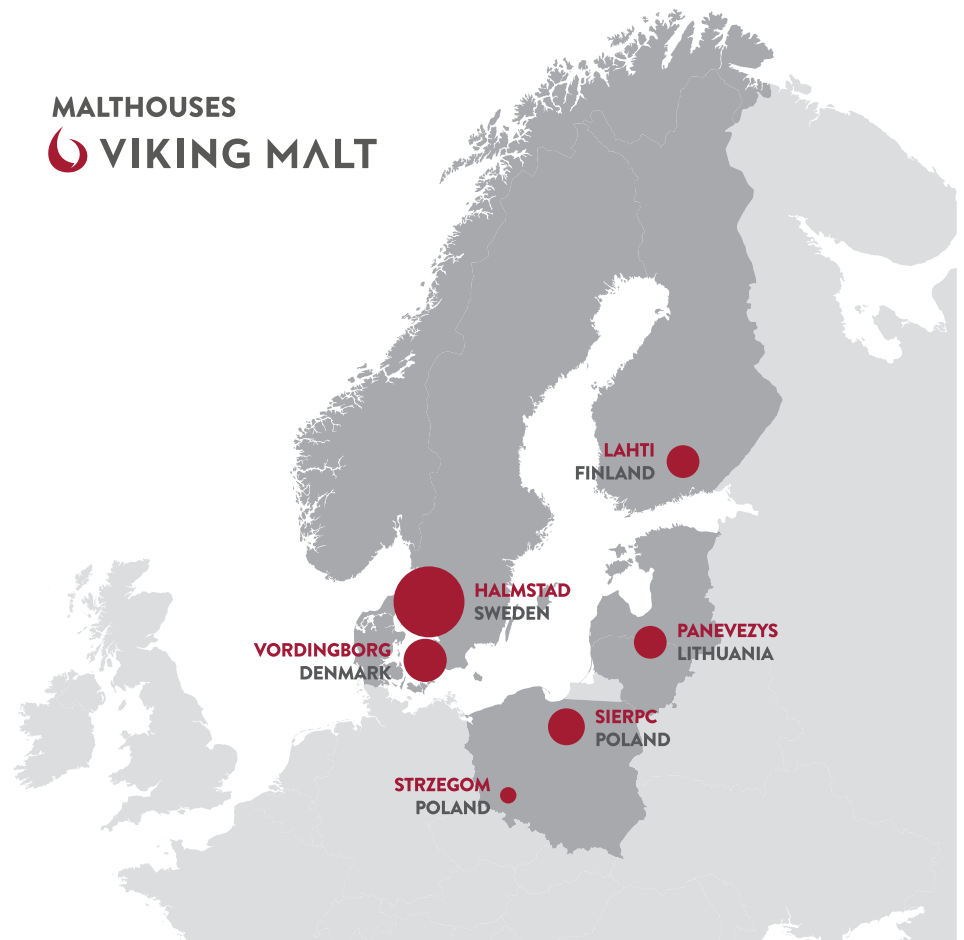 MALTHOUSES
VIKING MALT
LAHTI
FINLAND
HALMSTAD
SWEDEN
VORDINGBORG
DENMARK
PANEVEZYS
LITHUANIA
SIERPC
POLAND
STRZEGOM
POLAND